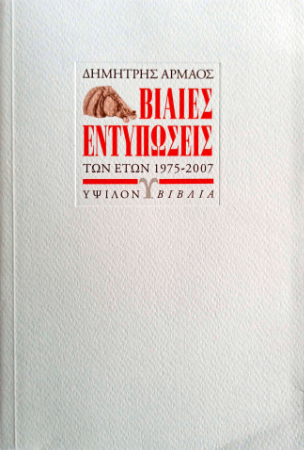 ΔΗΜΗΤΡΗΣ ΑΡΜΑΟΣ
ΒΙΑΙΕΣ
ΕΝΤΥΠΩΣΕΙΣ
ΤΩΝ ΕΤΩΝ 1975-2007
ΥΨΙΛΟΝ Υ ΒΙΒΛΙΑ